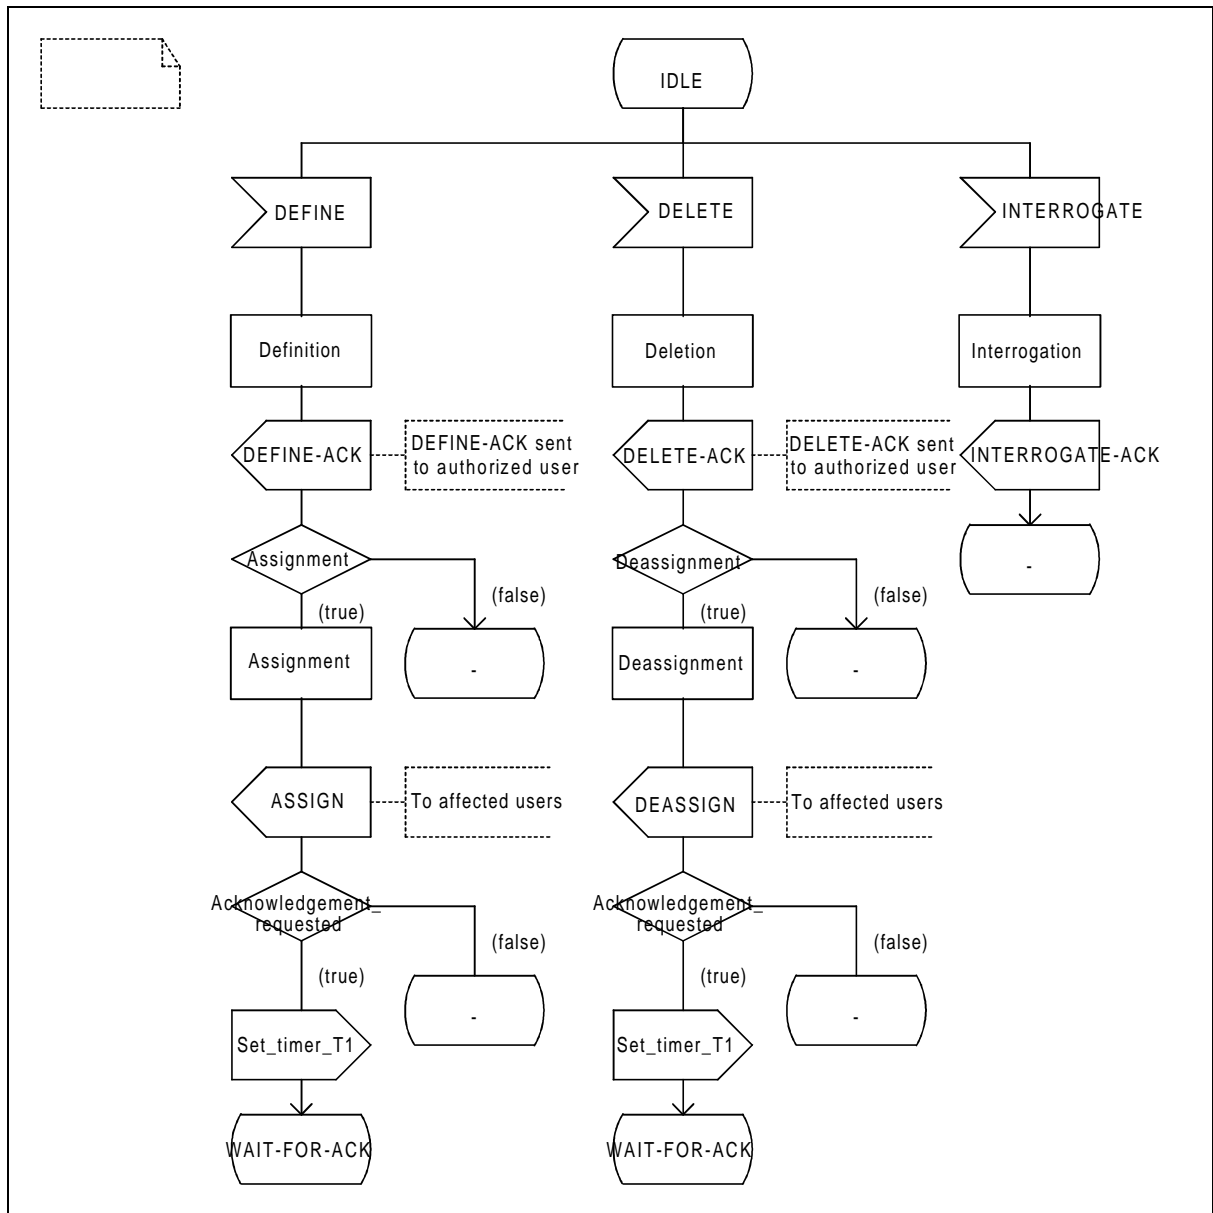 IDLE
DEFINE
DELETE
INTERROGATE
Definition
Deletion
Interrogation
DEFINE-ACK
DEFINE-ACK sent
to authorized user
DELETE-ACK
DELETE-ACK sent
to authorized user
INTERROGATE-ACK
Assignment
(false)
(true)
Deassignment
(false)
(true)
-
Assignment
-
Deassignment
-
ASSIGN
To affected users
DEASSIGN
To affected users
Acknowledgement_
requested
(false)
(true)
Acknowledgement_
requested
(false)
(true)
Set_timer_T1
-
Set_timer_T1
-
WAIT-FOR-ACK
WAIT-FOR-ACK